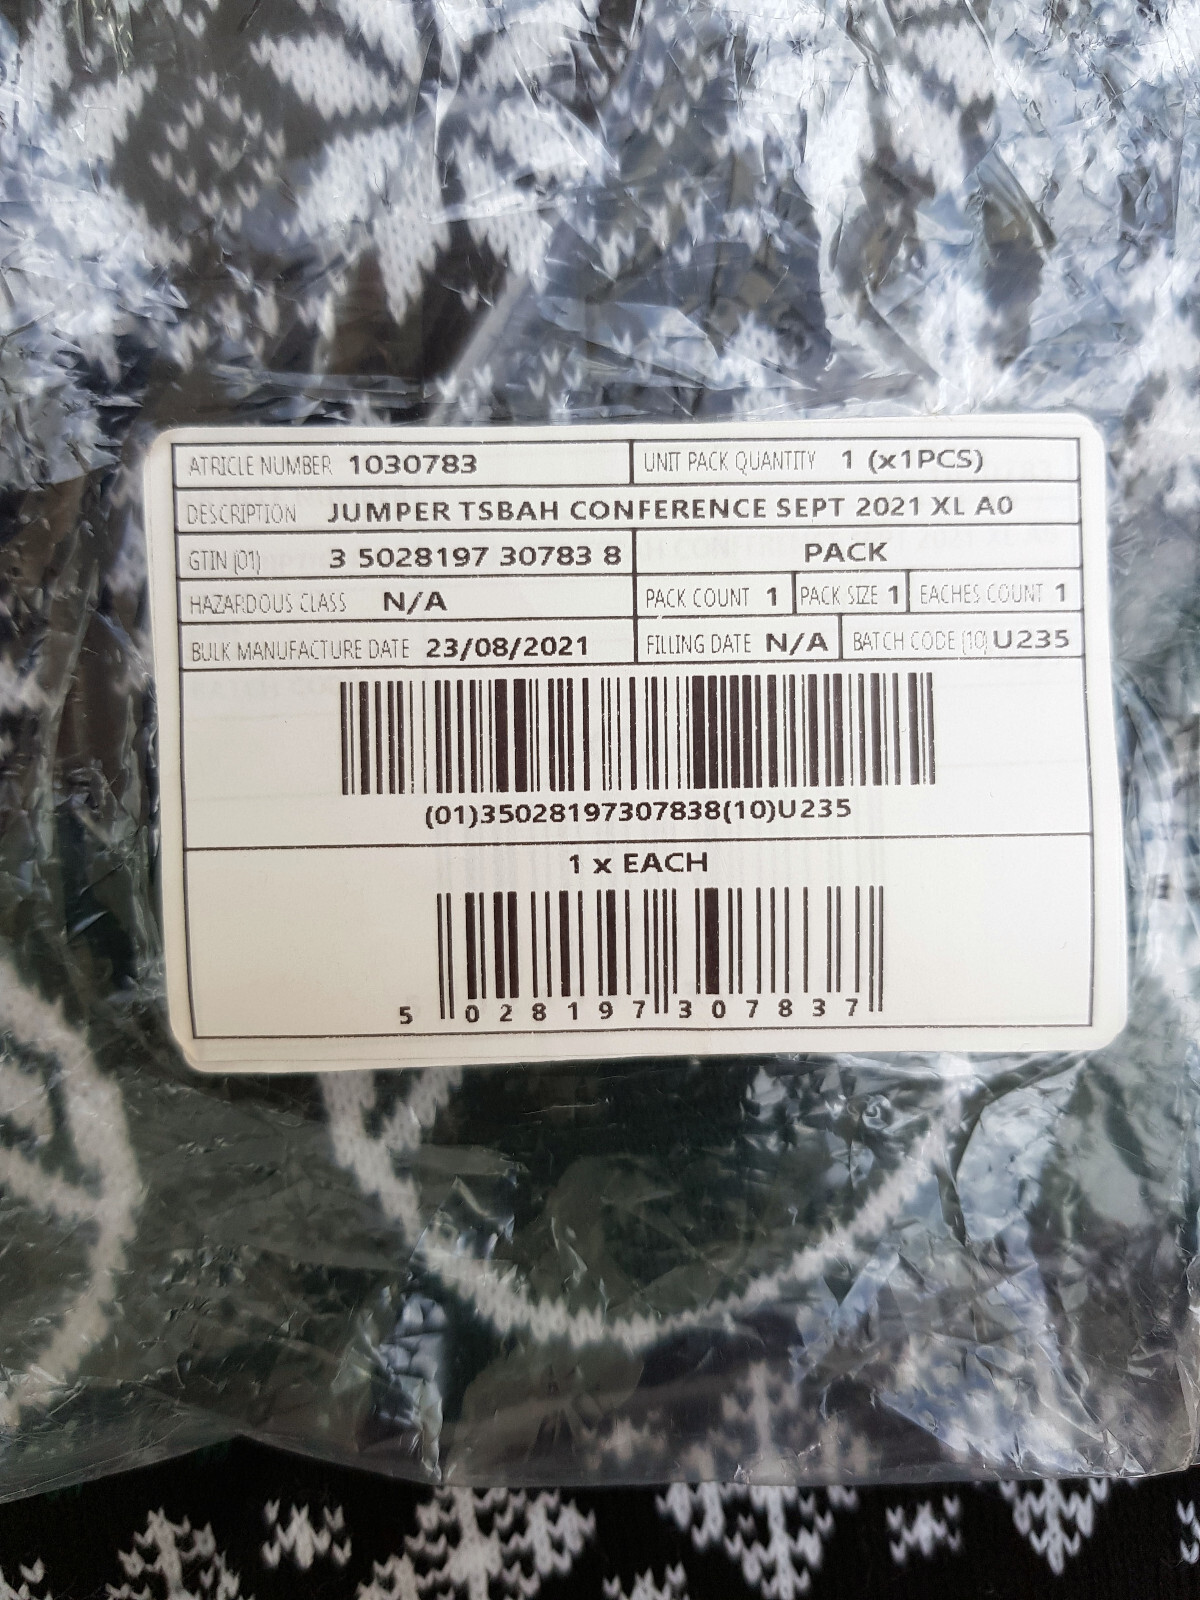 ATRICLE NUMBER 1030783 UNIT PACK QUANTITY 1 (x1PCS)
DESCRIPTION JUMPER TSBAH CONFERENCE SEPT 2021 XL A0
GTIN (01) 3 5028197 30783 8 PACK
HAZARDOUS CLASS N/A PACK COUNT 1 PACK SIZE 1 EACHES COUNT 1
BULK MANUFACTURE DATE 23/08/2021 FILLING DATE N/A BATCH CODE (10) U235
(01)35028197307838(10)U235
1 x EACH
5 028197 307837